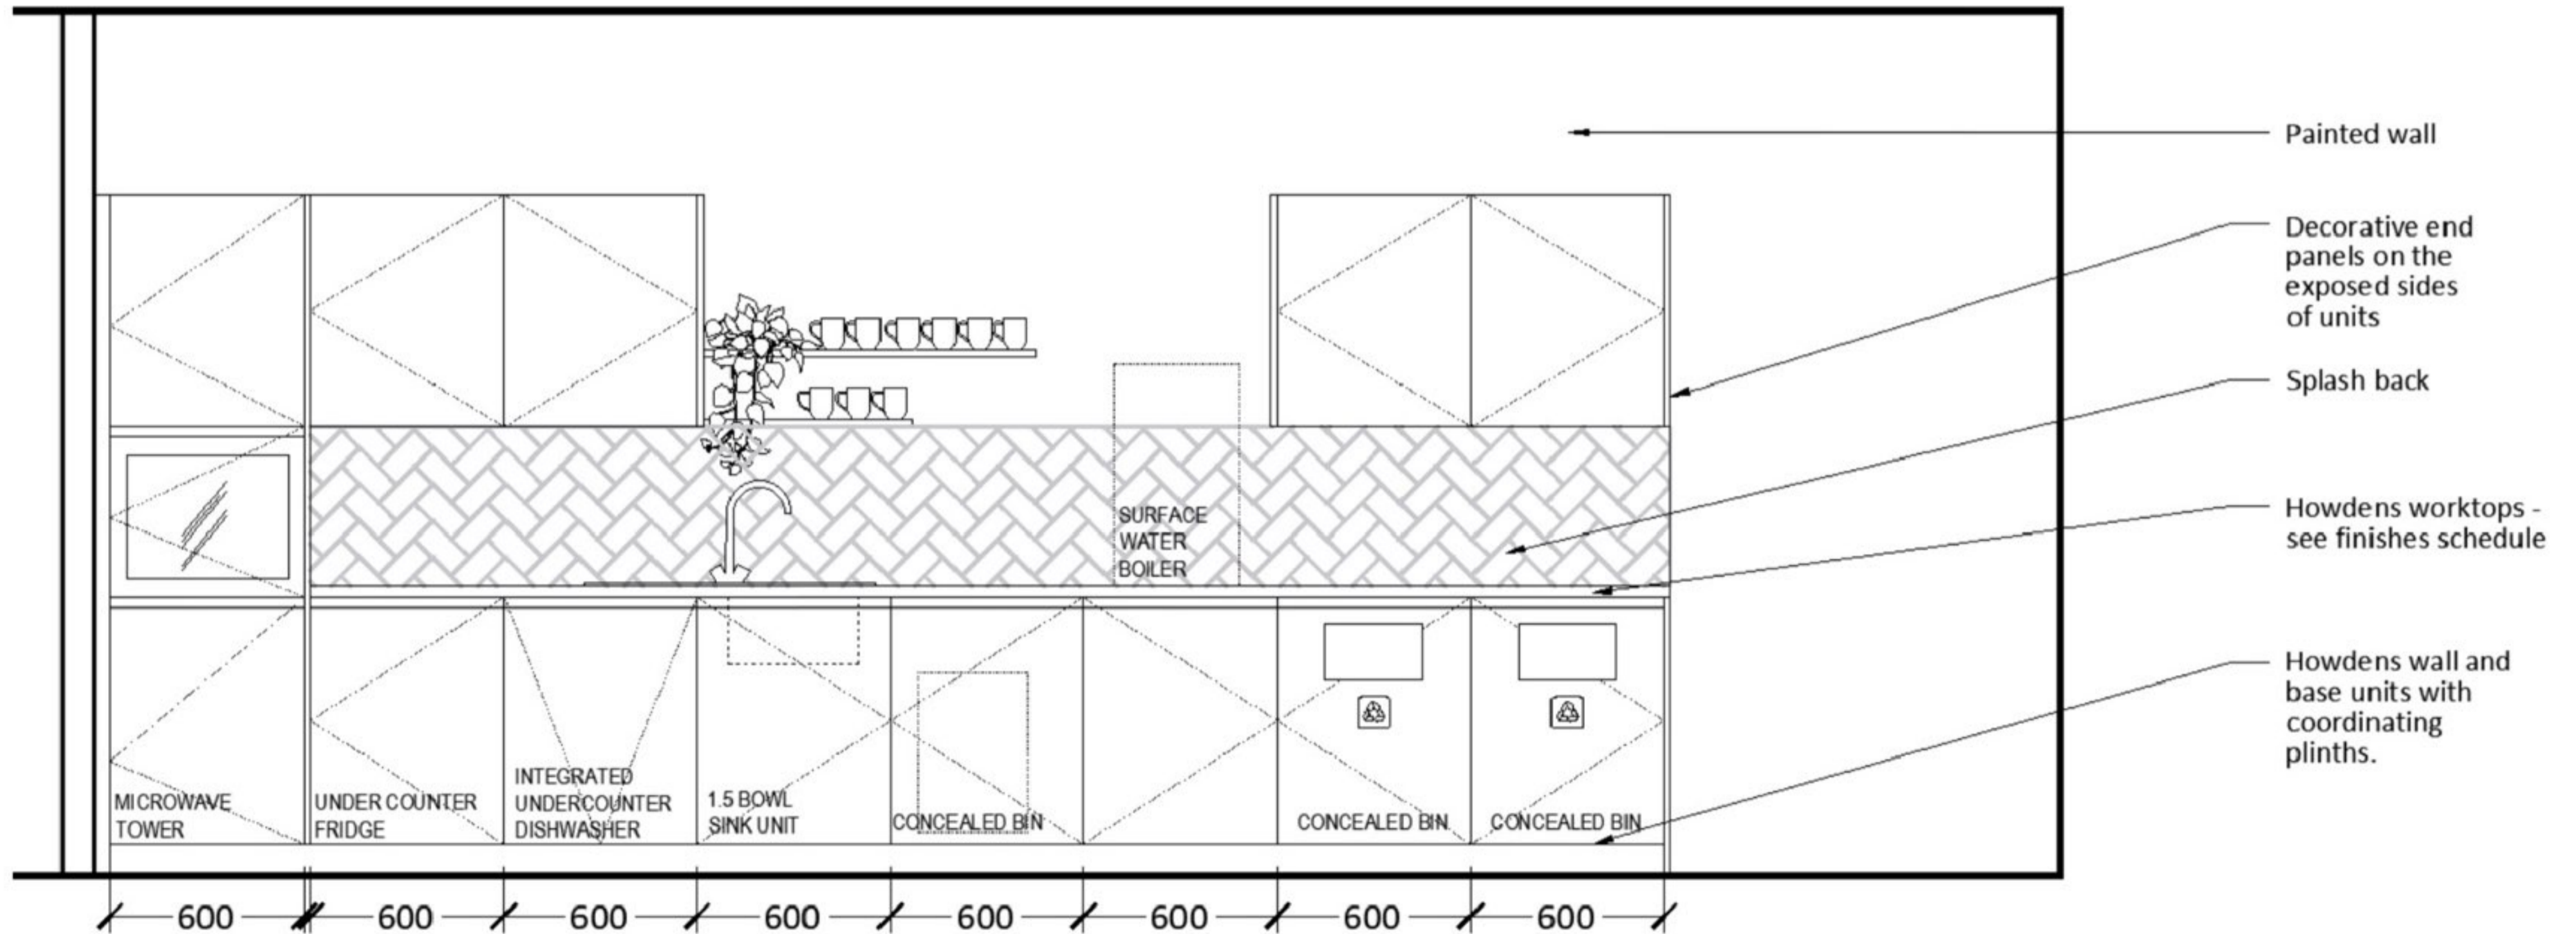 Painted wall
Decorative end
panels on the
exposed sides
of units
Splash back
Howdens worktops -
see finishes schedule
Howdens wall and
base units with
coordinating
plinths.
SURFACE
WATER
BOILER
MICROWAVE
TOWER
UNDER COUNTER
FRIDGE
INTEGRATED
UNDERCOUNTER
DISHWASHER
1.5 BOWL
SINK UNIT
CONCEALED BIN
CONCEALED BIN
CONCEALED BIN
600
600
600
600
600
600
600
600